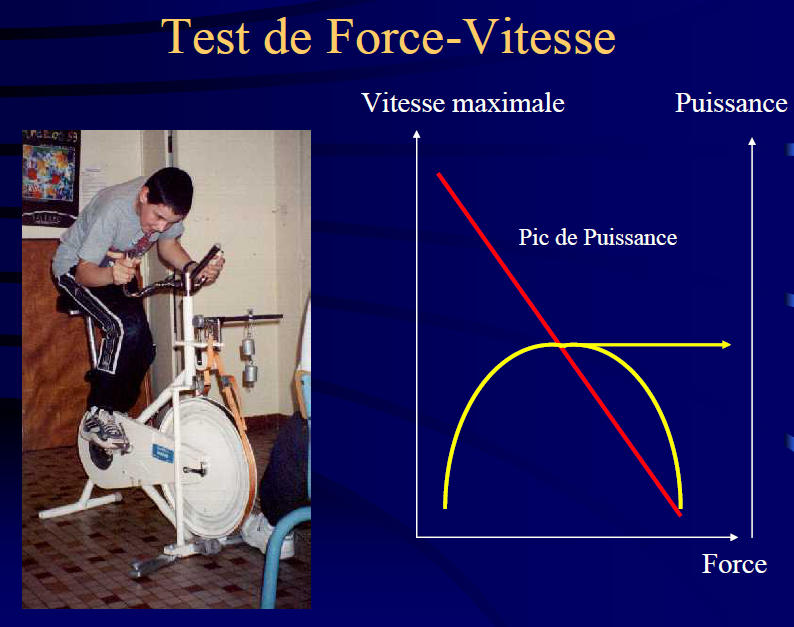 Test de Force-Vitesse
Vitesse maximale
Puissance
Pic de Puissance
Force